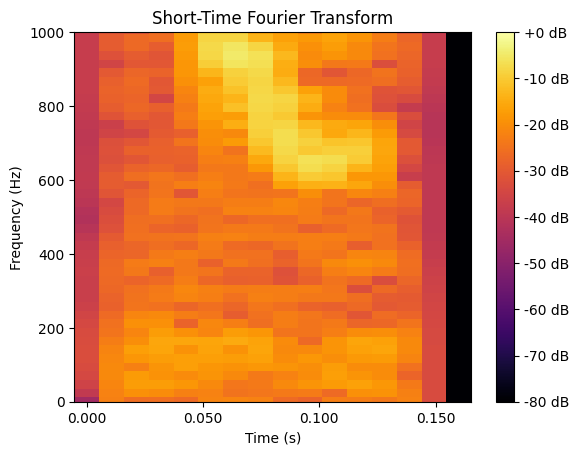 Short-Time Fourier Transform
1000
800
600
400
200
0
Frequency (Hz)
0.000
0.050
0.100
0.150
Time (s)
+0 dB
-10 dB
-20 dB
-30 dB
-40 dB
-50 dB
-60 dB
-70 dB
-80 dB